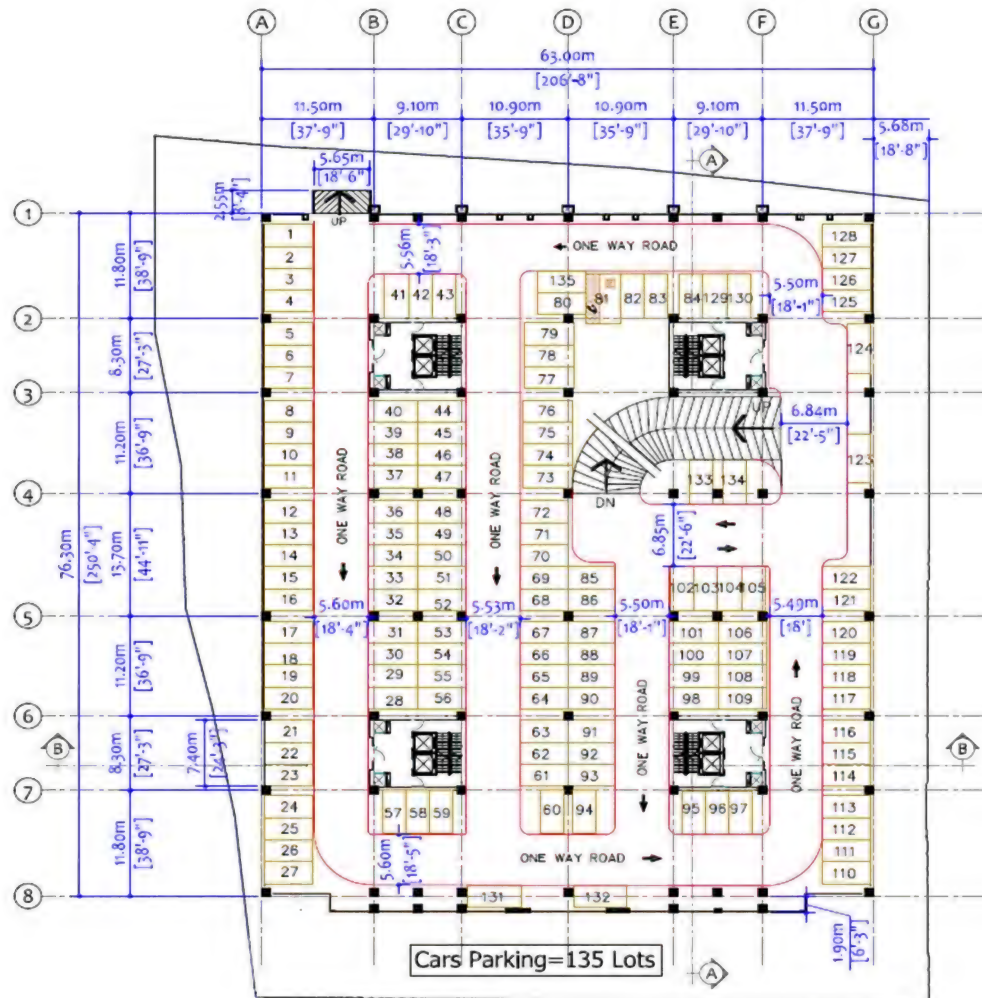 A B C D E F G
63.00m
[206'-8"]
11.50m 9.10m 10.90m 10.90m 9.10m 11.50m
[37'-9"] [29'-10"] [35'-9"] [35'-9"] [29'-10"] [37'-9"]
5.68m
[18'-8"]
A
5.65m
[18'-6"]
2.55m
[8'-4"]
UP
1
2
3
4
5
6
7
8
76.30m
[250'-4"]
11.80m
[38'-9"]
8.30m
[27'-3"]
11.20m
[36'-9"]
13.70m
[44'-11"]
11.20m
[36'-9"]
8.30m
[27'-3"]
11.80m
[38'-9"]
7.40m
[24'-3"]
5.56m
[18'-3"]
ONE WAY ROAD
1
2
3
4
5
6
7
8
9
10
11
12
13
14
15
16
17
18
19
20
21
22
23
24
25
26
27
41 42 43
40 44
39 45
38 46
37 47
36 48
35 49
34 50
33 51
32 52
31 53
30 54
29 55
28 56
57 58 59
135
80
81 82 83 84 129 130
79
78
77
76
75
74
73
72
71
70
69 85
68 86
67 87
66 88
65 89
64 90
63 91
62 92
61 93
60 94
133 134
102 103 104 105
101 106
100 107
99 108
98 109
95 96 97
128
127
126
125
124
123
122
121
120
119
118
117
116
115
114
113
112
111
110
131 132
5.50m
[18'-1"]
6.84m
[22'-5"]
UP
DN
6.85m
[22'-6"]
ONE WAY ROAD
ONE WAY ROAD
ONE WAY ROAD
ONE WAY ROAD
5.60m
[18'-4"]
5.53m
[18'-2"]
5.50m
[18'-1"]
5.49m
[18']
B B
5.60m
[18'-5"]
ONE WAY ROAD
1.90m
[6'-3"]
Cars Parking=135 Lots
A